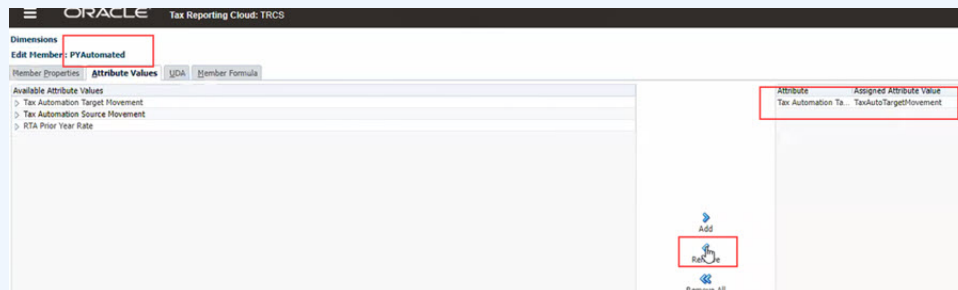 ORACLE Tax Reporting Cloud: TRCS
Dimensions
Edit Member : PYAutomated
Member Properties Attribute Values UDA Member Formula
Available Attribute Values Attribute Assigned Attribute Value
Tax Automation Target Movement Tax Automation Ta... TaxAutoTargetMovement
Tax Automation Source Movement
RTA Prior Year Rate
Add
Remove All